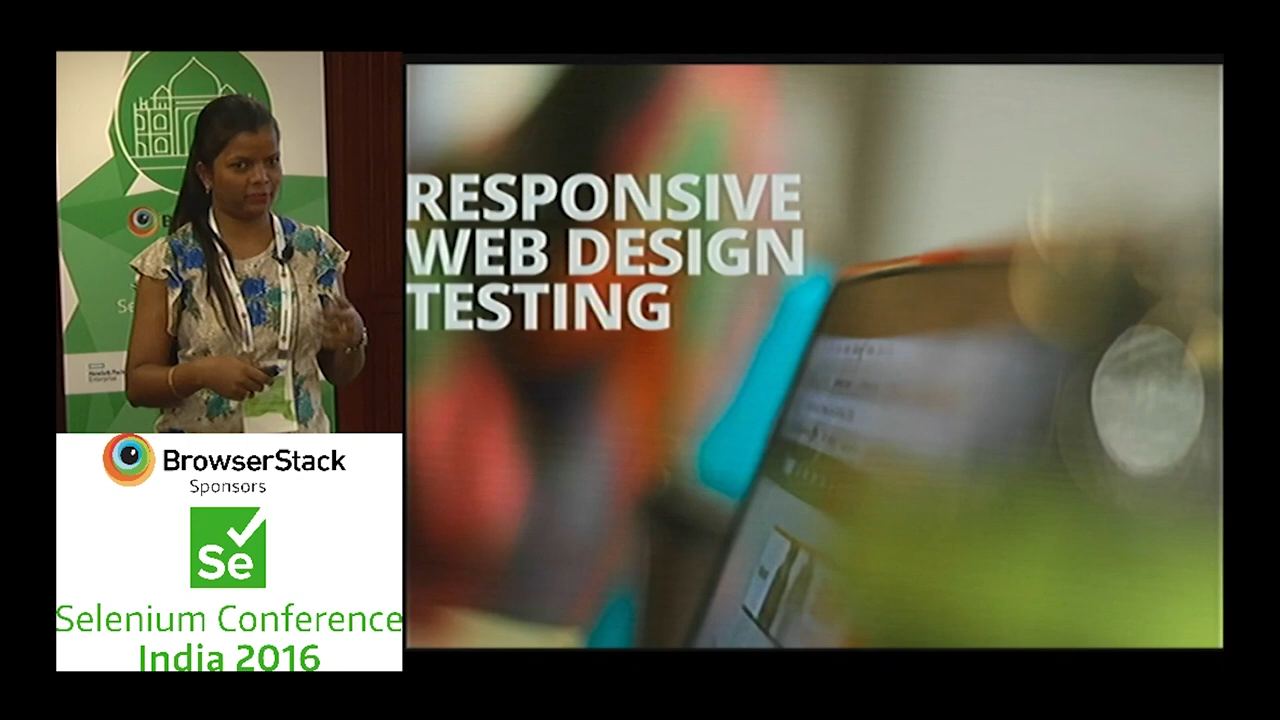 RESPONSIVE
WEB DESIGN
TESTING
BrowserStack
Sponsors
Se
Selenium Conference
India 2016